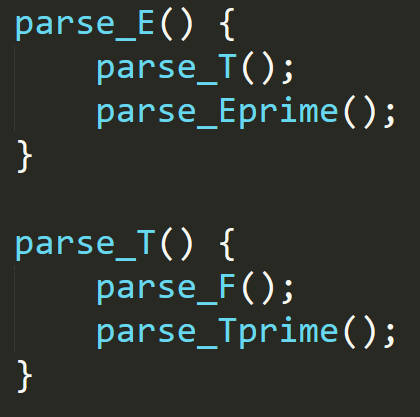 parse_E() {
    parse_T();
    parse_Eprime();
}

parse_T() {
    parse_F();
    parse_Tprime();
}